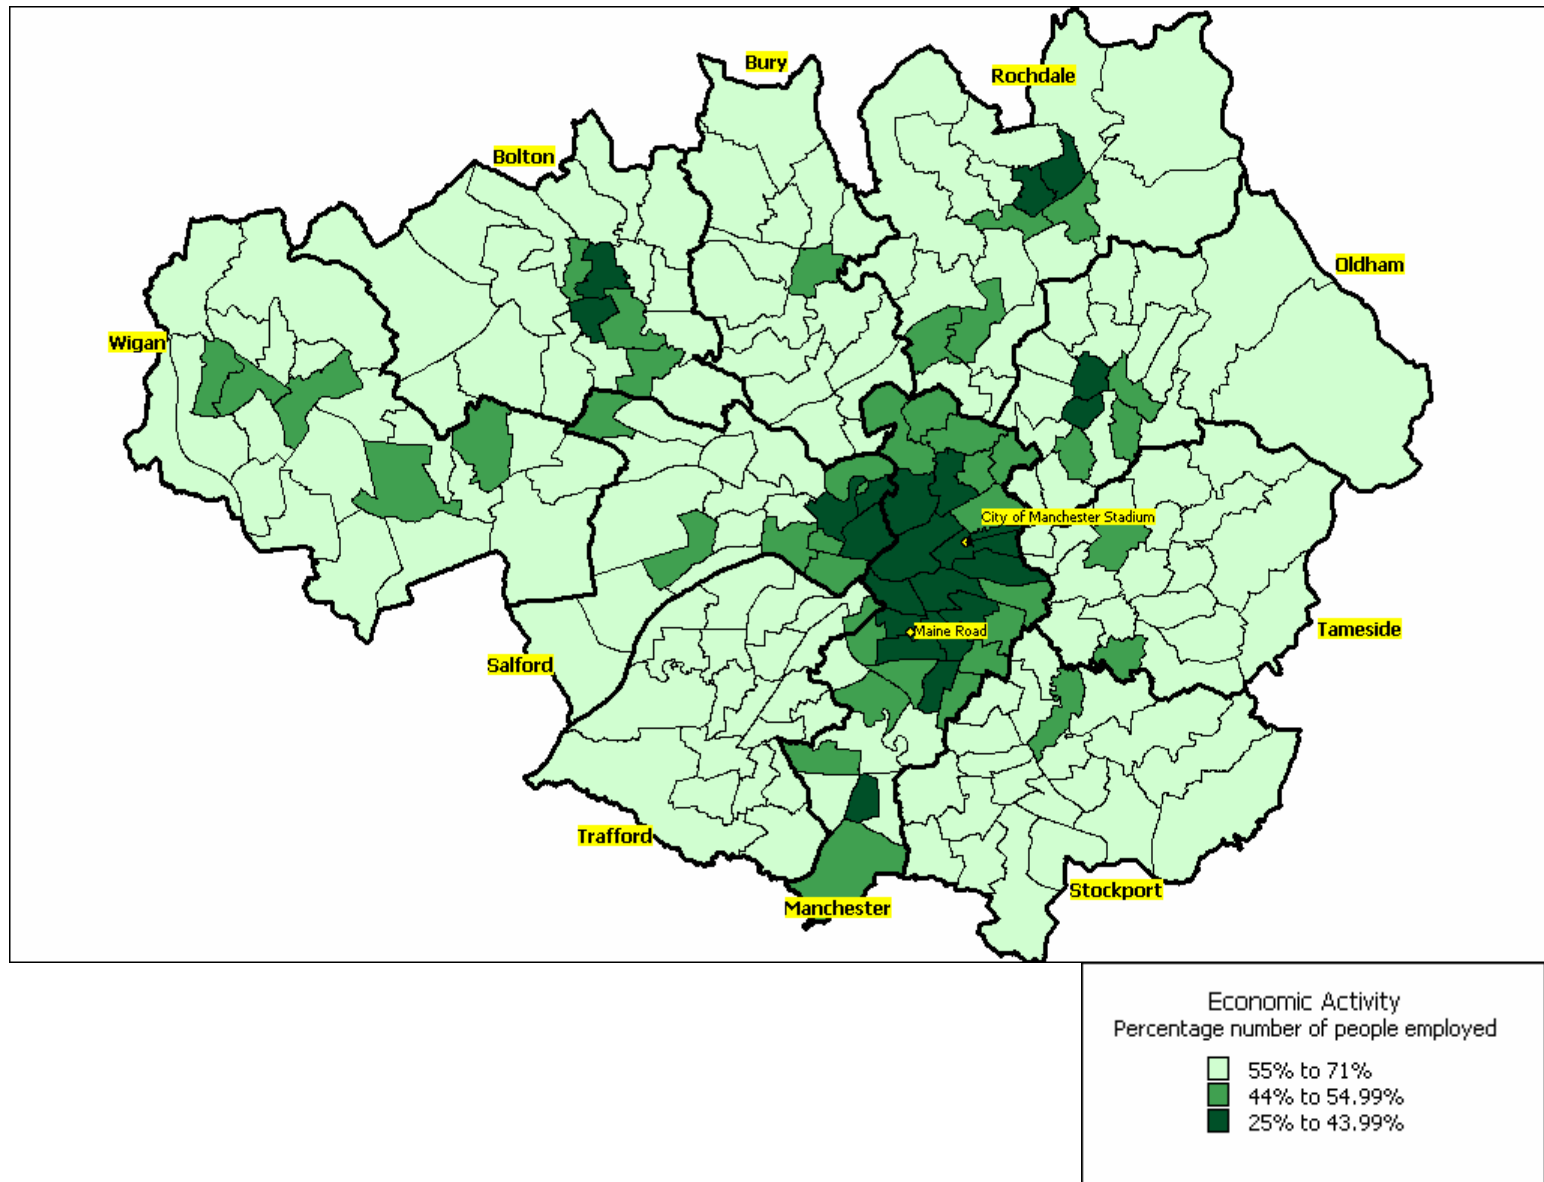 Bury
Rochdale
Bolton
Oldham
Wigan
City of Manchester Stadium
Maine Road
Tameside
Salford
Trafford
Stockport
Manchester
Economic Activity
Percentage number of people employed
55% to 71%
44% to 54.99%
25% to 43.99%